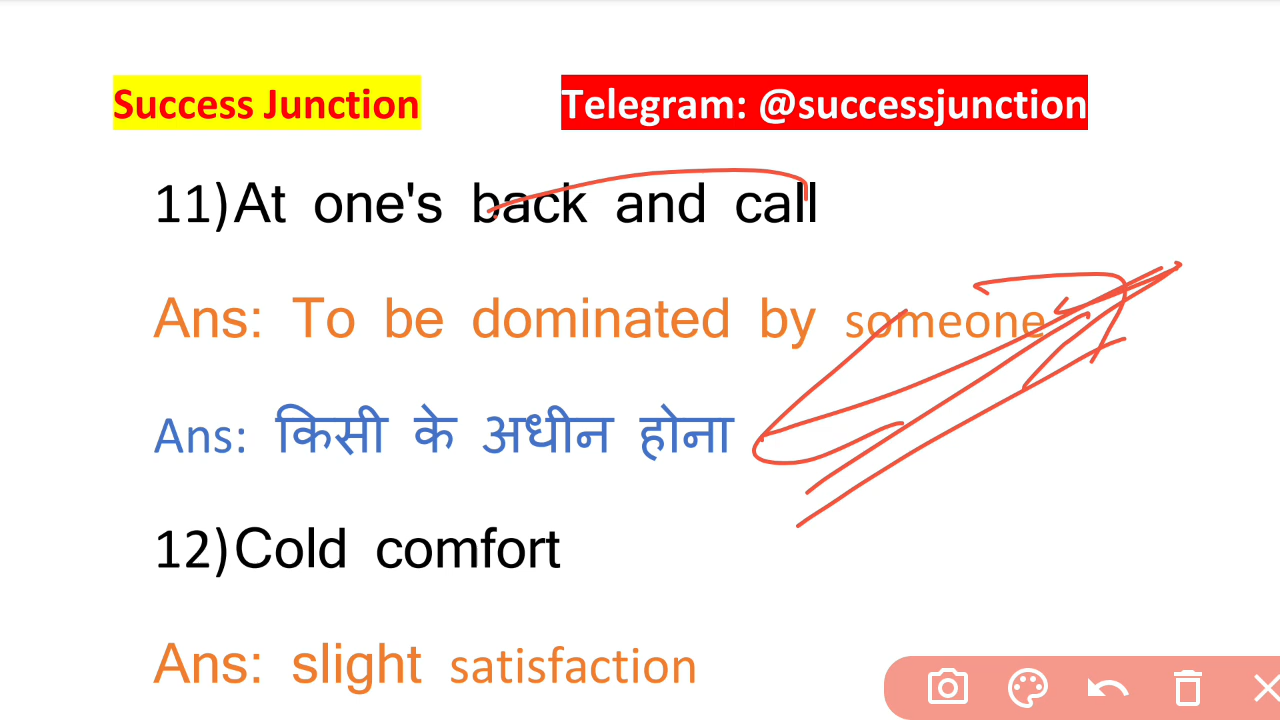 Success Junction Telegram: @successjunction
11)At one's back and call
Ans: To be dominated by someone
Ans: किसी के अधीन होना
12)Cold comfort
Ans: slight satisfaction